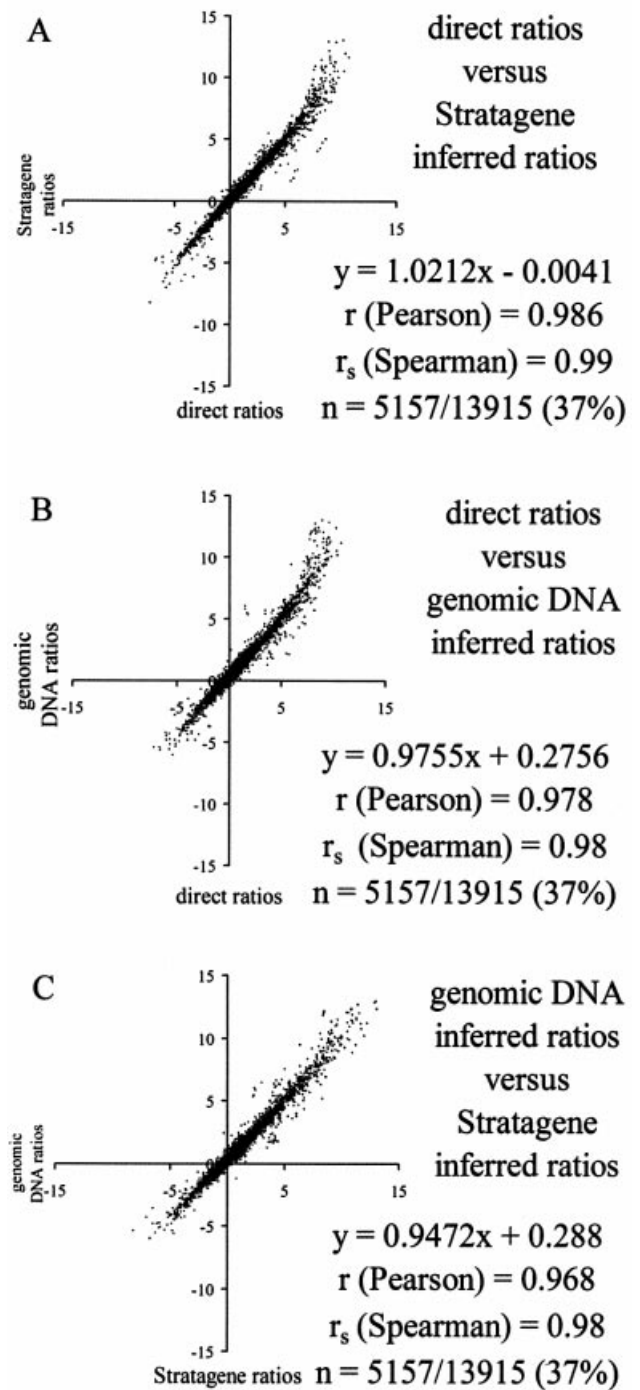 A
direct ratios
versus
Stratagene
inferred ratios
15
10
5
0
-15
-5
5
15
-5
-10
-15
Stratagene
ratios
direct ratios
y = 1.0212x - 0.0041
r (Pearson) = 0.986
rs (Spearman) = 0.99
n = 5157/13915 (37%)
B
direct ratios
versus
genomic DNA
inferred ratios
15
10
5
0
-15
-5
5
15
-5
-10
-15
genomic
DNA ratios
direct ratios
y = 0.9755x + 0.2756
r (Pearson) = 0.978
rs (Spearman) = 0.98
n = 5157/13915 (37%)
C
genomic DNA
inferred ratios
versus
Stratagene
inferred ratios
15
10
5
0
-15
-5
5
15
-5
-10
-15
genomic
DNA ratios
Stratagene ratios
y = 0.9472x + 0.288
r (Pearson) = 0.968
rs (Spearman) = 0.98
n = 5157/13915 (37%)